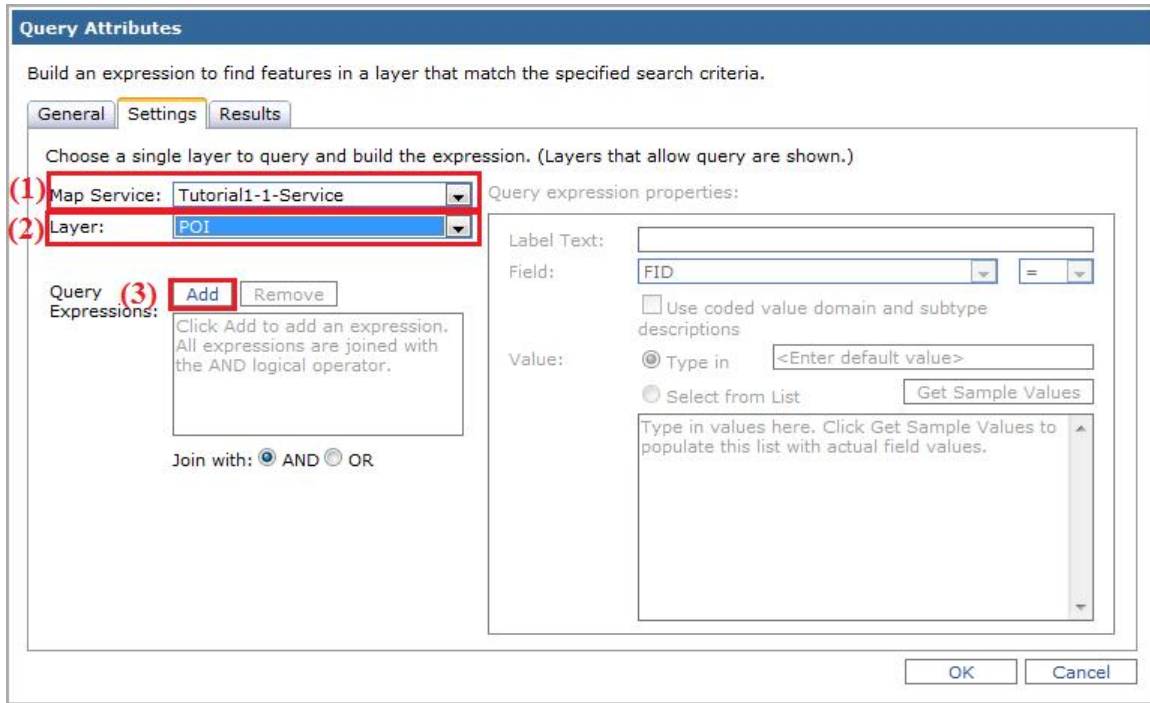 Query Attributes
Build an expression to find features in a layer that match the specified search criteria.
General Settings Results
Choose a single layer to query and build the expression. (Layers that allow query are shown.)
(1) Map Service: Tutorial1-1-Service
(2) Layer: POI
Query Expressions: (3) Add Remove
Click Add to add an expression.
All expressions are joined with
the AND logical operator.
Join with: AND OR
Query expression properties:
Label Text:
Field: FID =
Use coded value domain and subtype
descriptions
Value: Type in <Enter default value>
Select from List Get Sample Values
Type in values here. Click Get Sample Values to
populate this list with actual field values.
OK Cancel